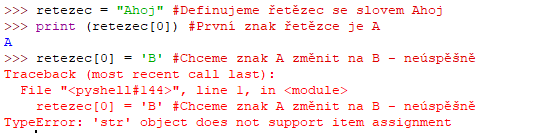 >>> retezec = "Ahoj" #Definujeme řetězec se slovem Ahoj
>>> print (retezec[0]) #První znak řetězce je A
A
>>> retezec[0] = 'B' #Chceme znak A změnit na B - neúspěšně
Traceback (most recent call last):
  File "<pyshell#144>", line 1, in <module>
    retezec[0] = 'B' #Chceme znak A změnit na B - neúspěšně
TypeError: 'str' object does not support item assignment